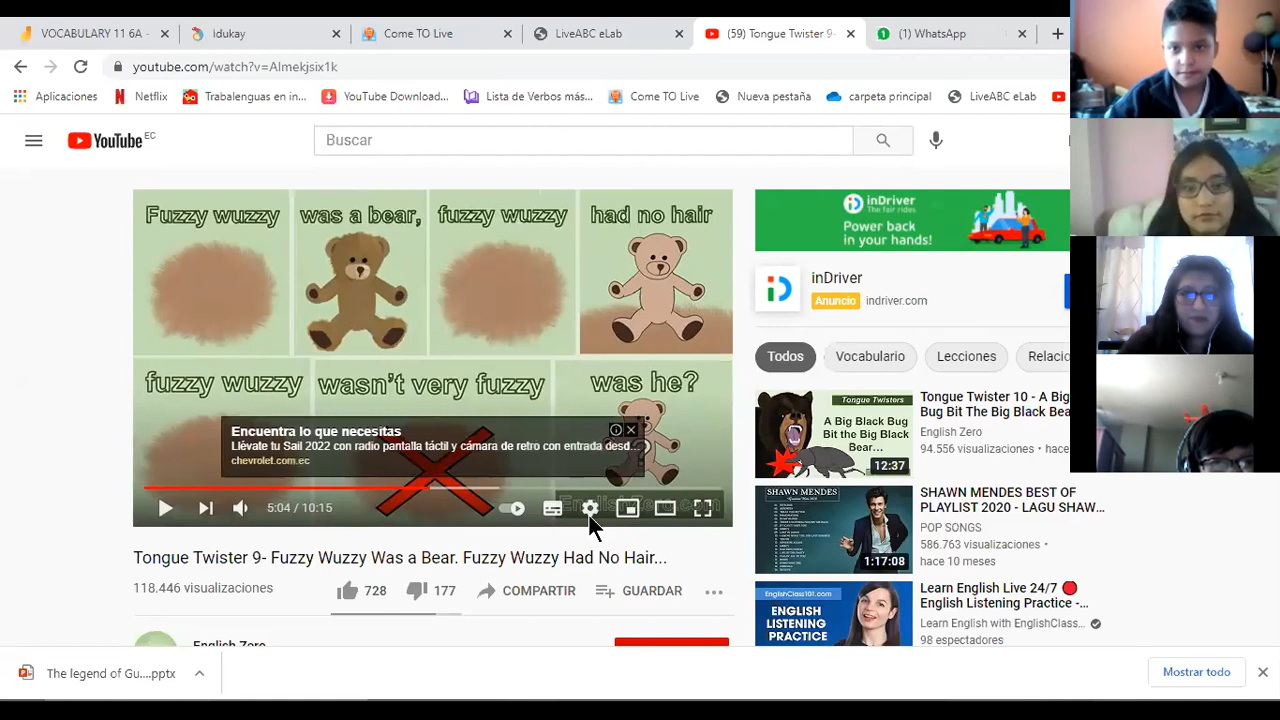 VOCABULARY 11 6A -
idukay
Come TO Live
LiveABC eLab
(59) Tongue Twister 9-
(1) WhatsApp
youtube.com/watch?v=AImekjsix1k
Aplicaciones
Netflix
Trabalenguas en in...
YouTube Download...
Lista de Verbos más...
Come TO Live
Nueva pestaña
carpeta principal
LiveABC eLab
YouTube EC
Buscar
Fuzzy wuzzy
was a bear,
fuzzy wuzzy
had no hair
fuzzy wuzzy
wasn't very fuzzy
was he?
Encuentra lo que necesitas
Llévate tu Sail 2022 con radio pantalla táctil y cámara de retro con entrada desd...
chevrolet.com.ec
5:04 / 10:15
Tongue Twister 9- Fuzzy Wuzzy Was a Bear. Fuzzy Wuzzy Had No Hair...
118.446 visualizaciones
728
177
COMPARTIR
GUARDAR
English Zero
inDriver
The fair rides
Power back
in your hands!
inDriver
Anuncio
indriver.com
Todos
Vocabulario
Lecciones
Relacio
Tongue Twisters
A Big Black Bug
Bit the Big Black
Bear...
12:37
Tongue Twister 10 - A Big
Bug Bit The Big Black Bea
English Zero
94.556 visualizaciones • hace
SHAWN MENDES
1:17:08
SHAWN MENDES BEST OF
PLAYLIST 2020 - LAGU SHAW...
POP SONGS
586.763 visualizaciones •
hace 10 meses
EnglishClass101.com
ENGLISH
LISTENING
PRACTICE
Learn English Live 24/7
English Listening Practice -...
Learn English with EnglishClass...
98 espectadores
The legend of Gu....pptx
Mostrar todo